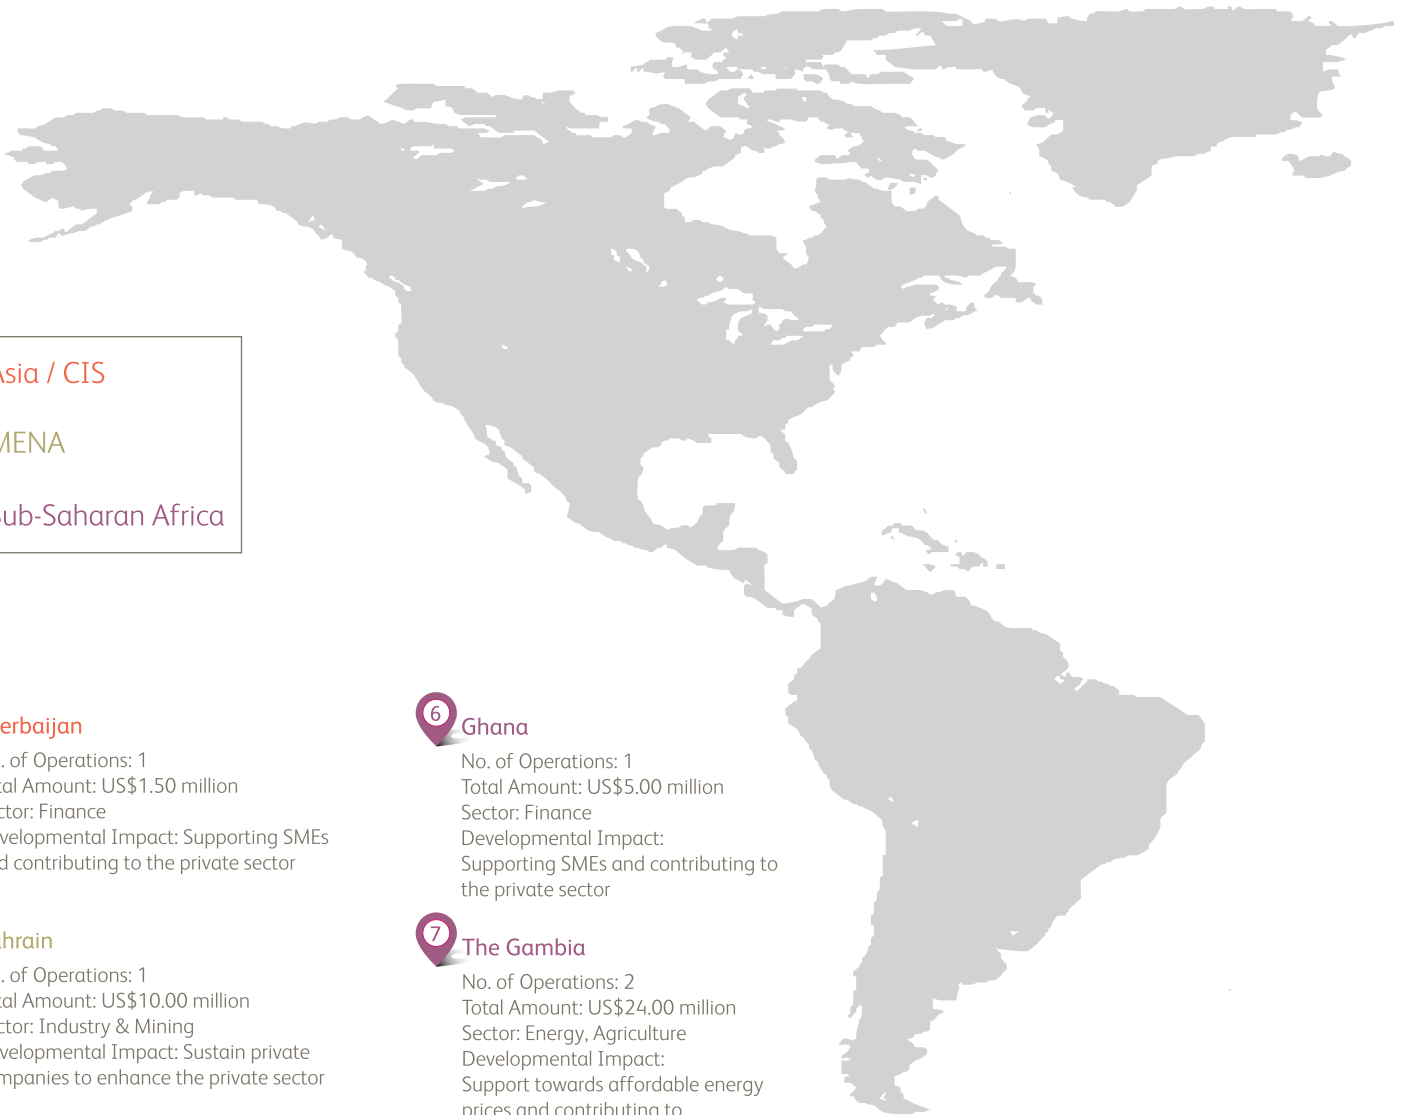 Asia / CIS
MENA
Sub-Saharan Africa
erbaijan
. of Operations: 1
tal Amount: US$1.50 million
ctor: Finance
velopmental Impact: Supporting SMEs
d contributing to the private sector
hrain
. of Operations: 1
tal Amount: US$10.00 million
ctor: Industry & Mining
velopmental Impact: Sustain private
mpanies to enhance the private sector
6
Ghana
No. of Operations: 1
Total Amount: US$5.00 million
Sector: Finance
Developmental Impact:
Supporting SMEs and contributing to
the private sector
7
The Gambia
No. of Operations: 2
Total Amount: US$24.00 million
Sector: Energy, Agriculture
Developmental Impact:
Support towards affordable energy
prices and contributing to